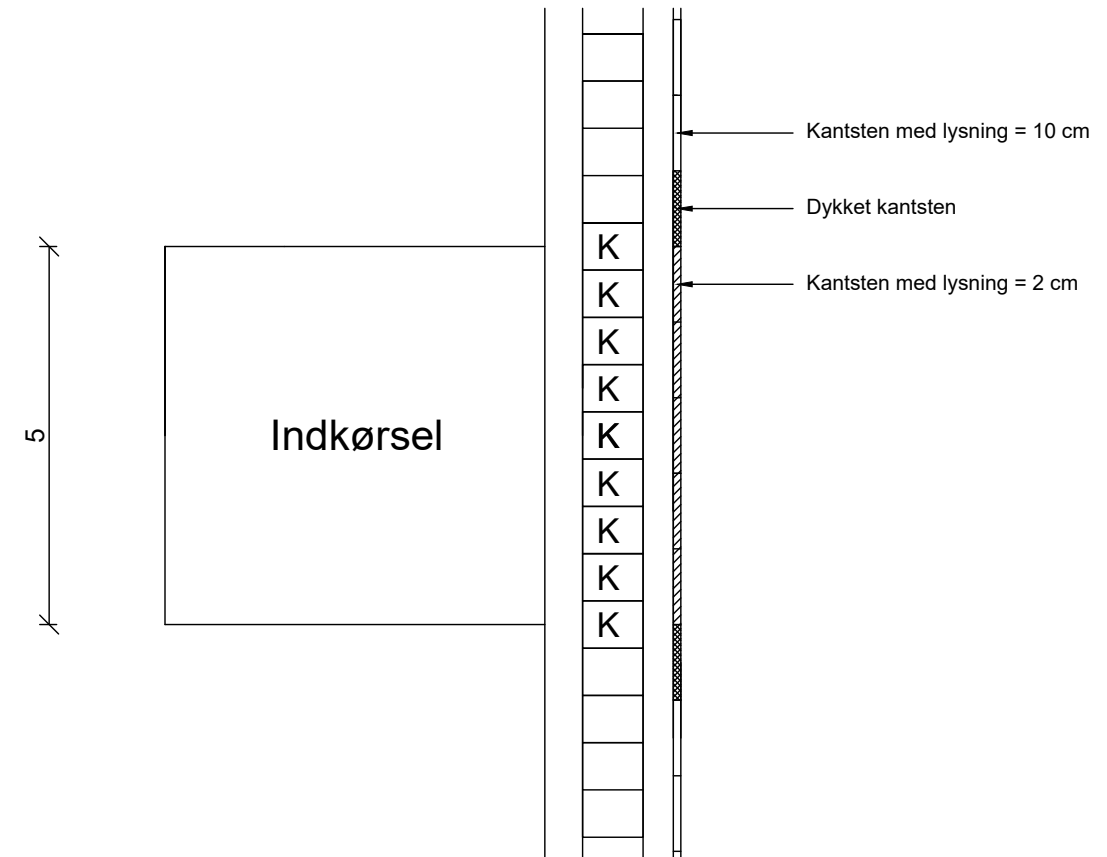 Kantsten med lysning = 10 cm
Dykket kantsten
K
Kantsten med lysning = 2 cm
K
K
K
5
Indkørsel
K
K
K
K
K